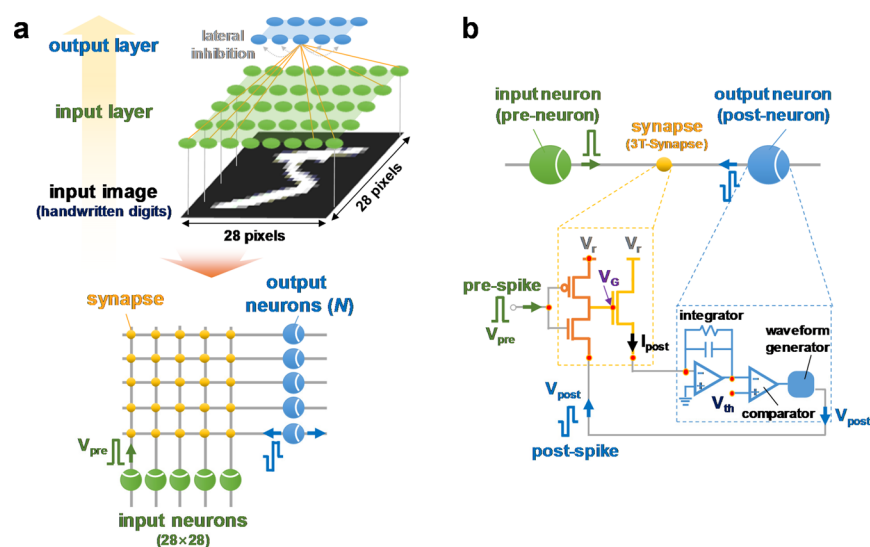 a
output layer
lateral
inhibition
input layer
input image
(handwritten digits)
28 pixels
28 pixels
synapse
output
neurons (N)
Vpre
input neurons
(28×28)
b
input neuron
(pre-neuron)
synapse
(3T-Synapse)
output neuron
(post-neuron)
Vr
Vr
VG
pre-spike
Vpre
Ipost
integrator
waveform
generator
Vth
comparator
Vpost
Vpost
post-spike